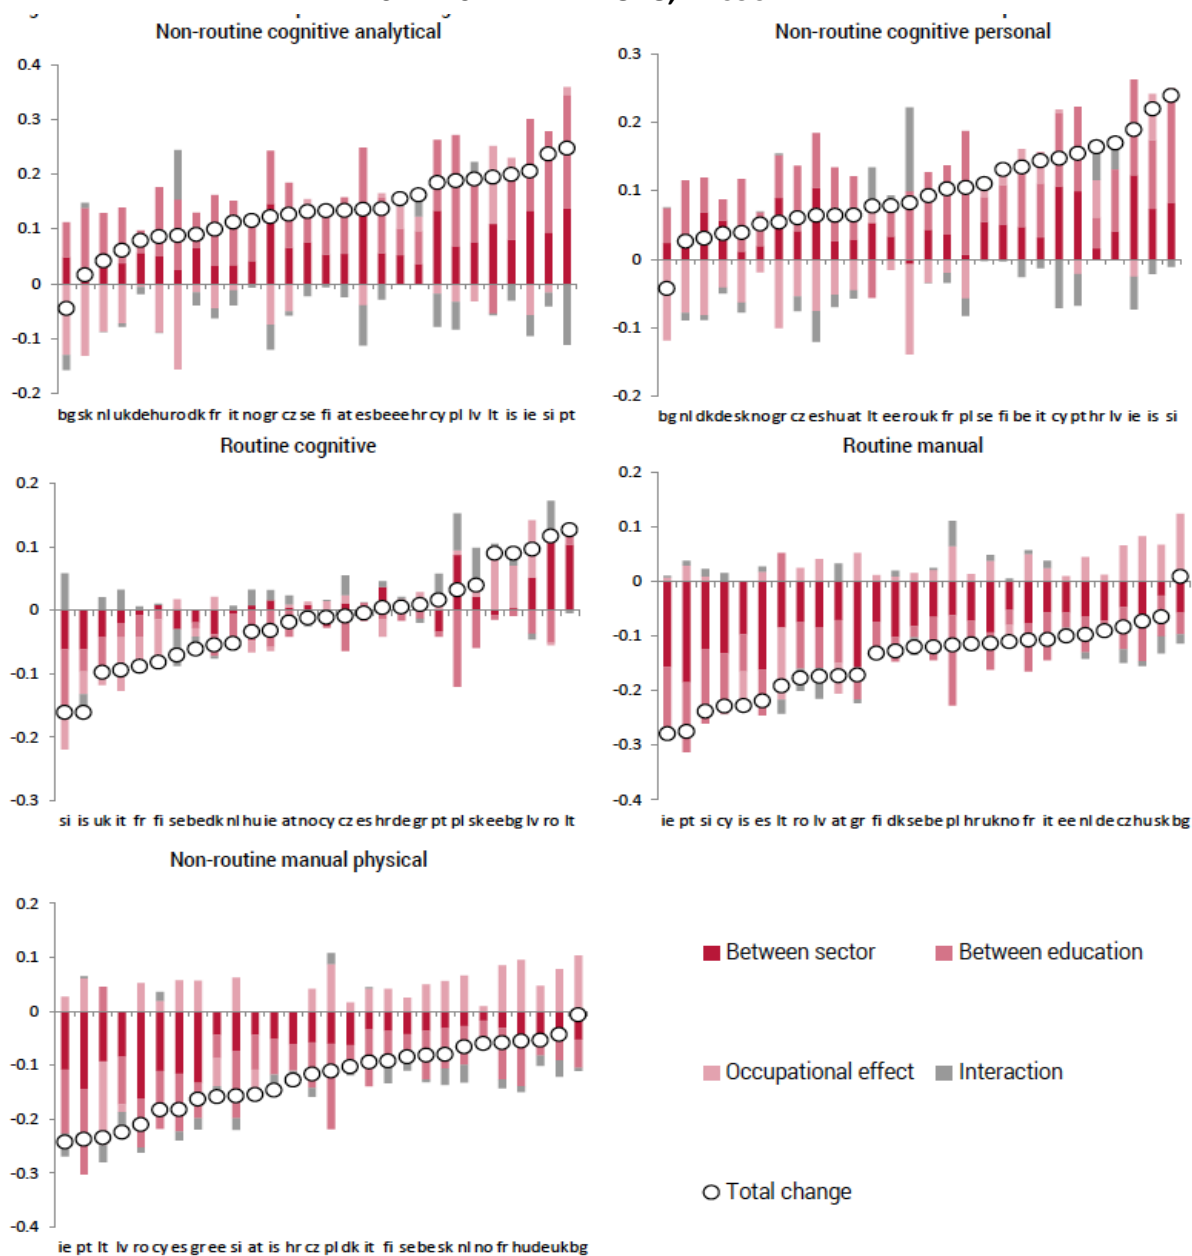 Non-routine cognitive analytical
0.4
0.3
0.2
0.1
0
-0.1
-0.2
bg sk nl uk de hu ro dk fr it no gr cz se fi at es be ee hr cy pl lv lt is ie si pt
Non-routine cognitive personal
0.3
0.2
0.1
0
-0.1
-0.2
bg nl dk de sk no gr cz es hu at lt ee ro uk fr pl se fi be it cy pt hr lv ie is si
Routine cognitive
0.2
0.1
0
-0.1
-0.2
-0.3
si is uk it fr fi se be dk nl hu ie at no cy cz es hr de gr pt pl sk ee bg lv ro lt
Routine manual
0.2
0.1
0
-0.1
-0.2
-0.3
-0.4
ie pt si cy is es lt ro lv at gr fi dk se be pl hr uk no fr it ee nl de cz hu sk bg
Non-routine manual physical
0.2
0.1
0
-0.1
-0.2
-0.3
-0.4
ie pt lt lv ro cy es gr ee si at is hr cz pl dk it fi se be sk nl no fr hu de uk bg
Between sector
Between education
Occupational effect
Interaction
Total change